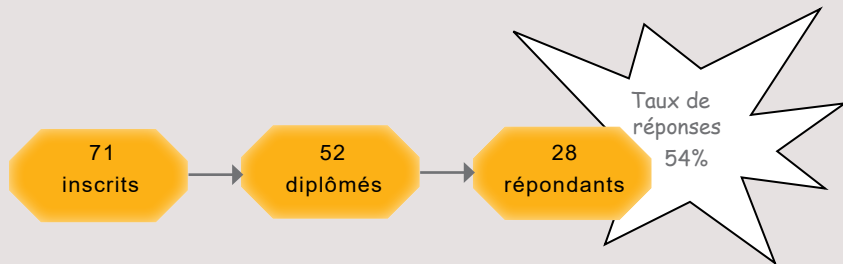 71
inscrits
52
diplômés
28
répondants
Taux de
réponses
54%